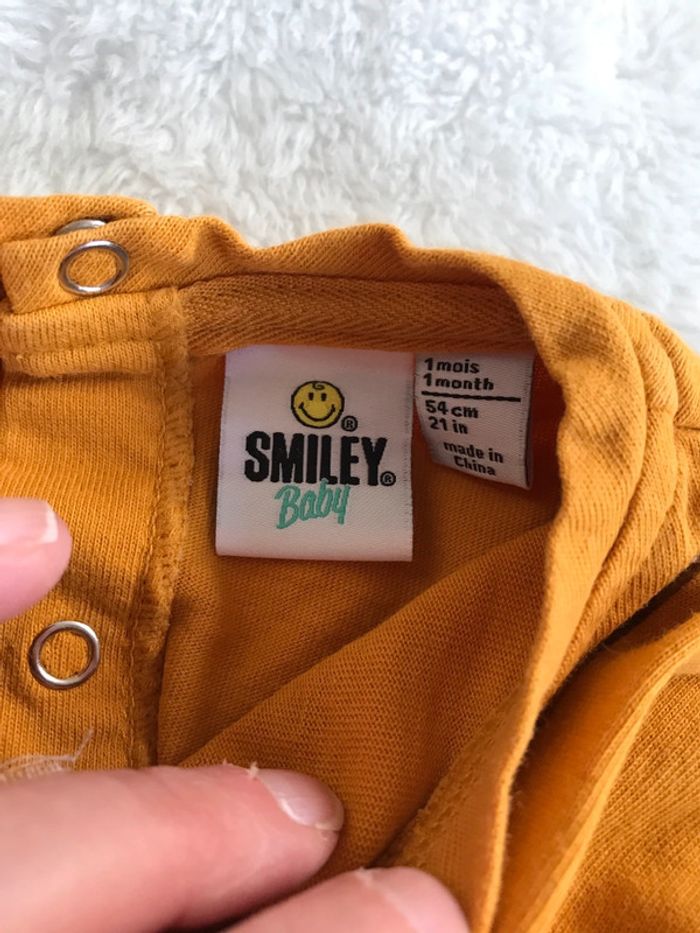 ®
SMILEY®
Baby
1 mois
1 month
54 cm
21 in
made in
China